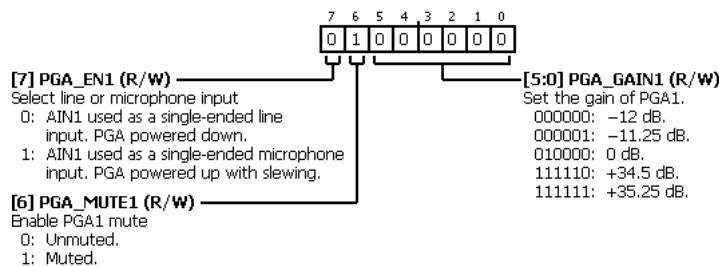 7 6 5 4 3 2 1 0
0 1 0 0 0 0 0 0
[7] PGA_EN1 (R/W)
Select line or microphone input
0: AIN1 used as a single-ended line
input. PGA powered down.
1: AIN1 used as a single-ended microphone
input. PGA powered up with slewing.
[6] PGA_MUTE1 (R/W)
Enable PGA1 mute
0: Unmuted.
1: Muted.
[5:0] PGA_GAIN1 (R/W)
Set the gain of PGA1.
000000: −12 dB.
000001: −11.25 dB.
010000: 0 dB.
111110: +34.5 dB.
111111: +35.25 dB.